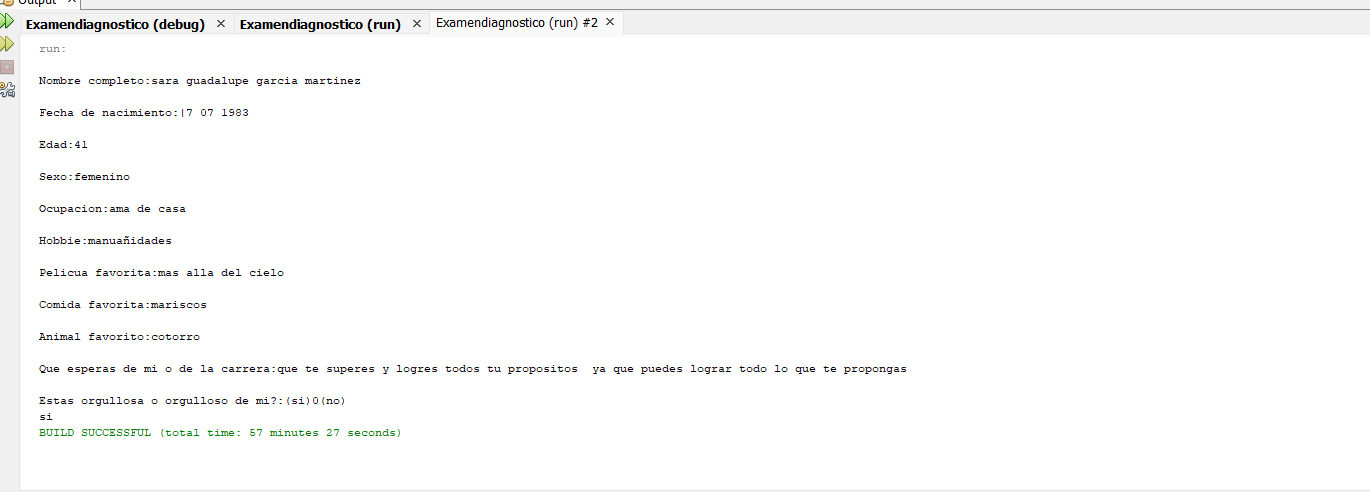 Output
Examendiagnostico (debug) × Examendiagnostico (run) × Examendiagnostico (run) #2 ×
run:
Nombre completo:sara guadalupe garcia martinez
Fecha de nacimiento:|7 07 1983
Edad:41
Sexo:femenino
Ocupacion:ama de casa
Hobbie:manuañidades
Pelicua favorita:mas alla del cielo
Comida favorita:mariscos
Animal favorito:cotorro
Que esperas de mi o de la carrera:que te superes y logres todos tu propositos  ya que puedes lograr todo lo que te propongas
Estas orgullosa o orgulloso de mi?:(si)0(no)
si
BUILD SUCCESSFUL (total time: 57 minutes 27 seconds)